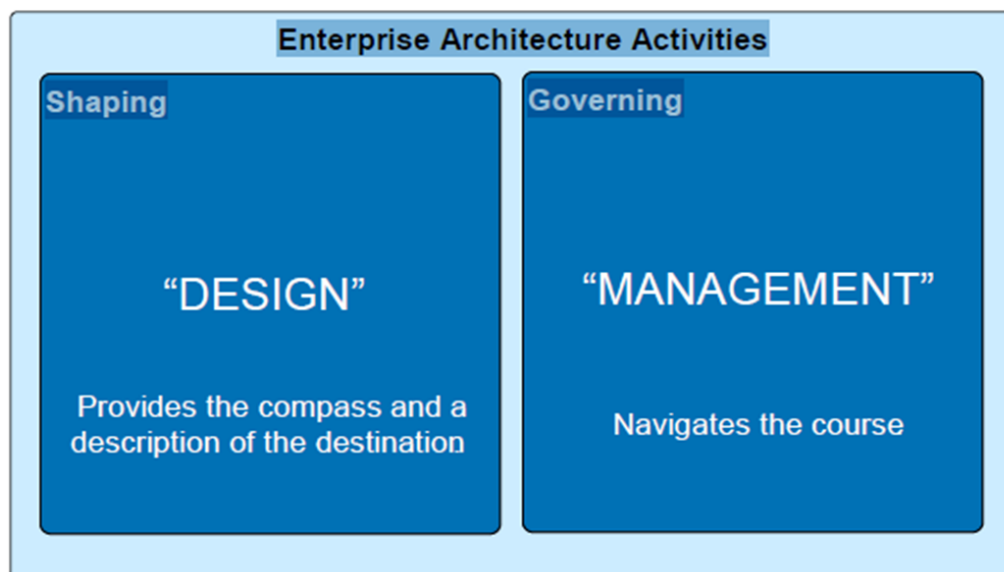 Enterprise Architecture Activities
Shaping
“DESIGN”
Provides the compass and a
description of the destination
Governing
“MANAGEMENT”
Navigates the course